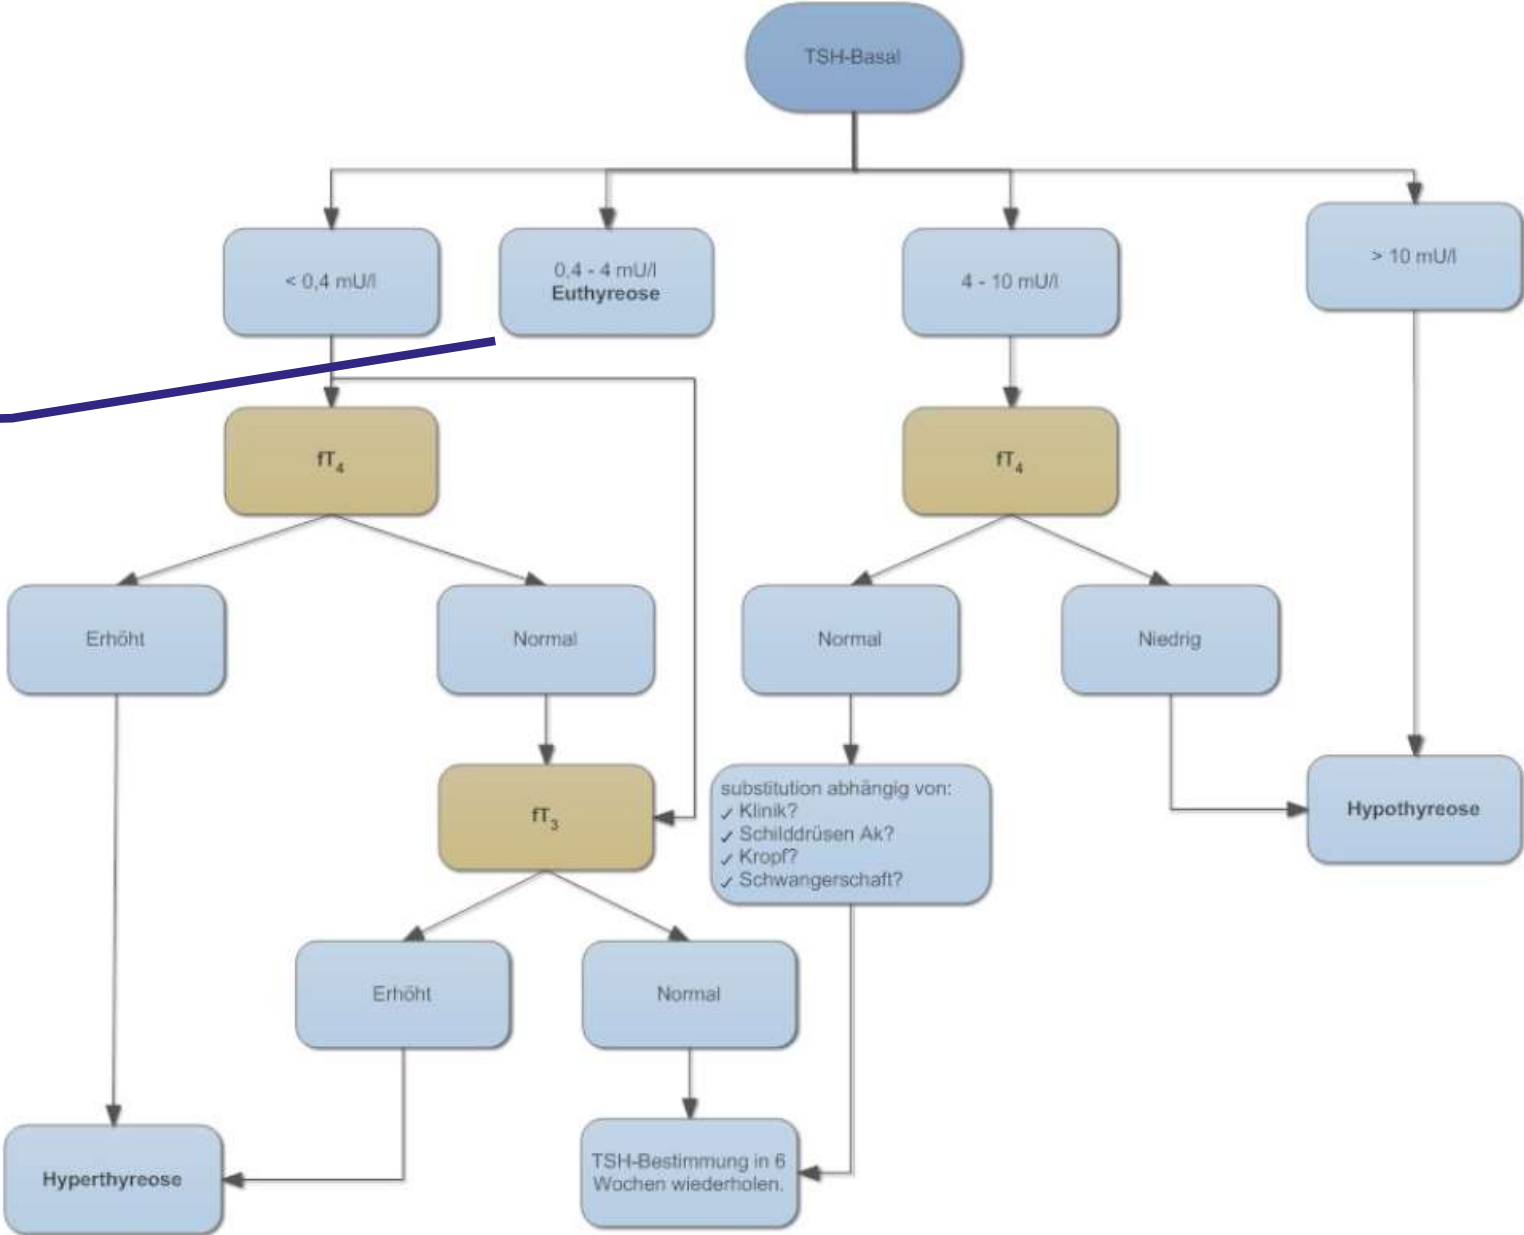 TSH-Basal
< 0,4 mU/l
0,4 - 4 mU/l
Euthyreose
4 - 10 mU/l
> 10 mU/l
fT4
fT4
Erhöht
Normal
Normal
Niedrig
fT3
substitution abhängig von:
✓ Klinik?
✓ Schilddrüsen Ak?
✓ Kropf?
✓ Schwangerschaft?
Hypothyreose
Erhöht
Normal
Hyperthyreose
TSH-Bestimmung in 6
Wochen wiederholen.